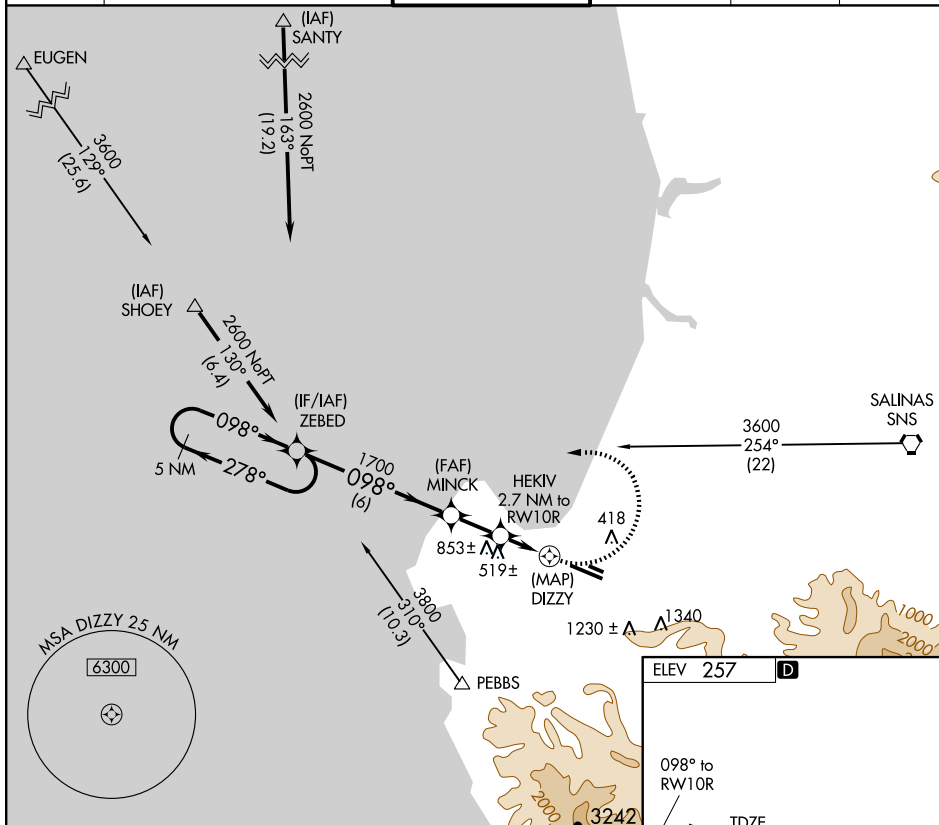 (IAF)
SANTY
EUGEN
2600 NoPT
163°
(19.2)
3600
129°
(25.6)
(IAF)
SHOEY
2600 NoPT
130°
(6.4)
(IF/IAF)
ZEBED
098°
278°
5 NM
1700
098°
(6)
(FAF)
MINCK
HEKIV
2.7 NM to
RW10R
SALINAS
SNS
3600
254°
(22)
418
853±
519±
(MAP)
DIZZY
3800
310°
(10.3)
PEBBS
1230 ±
1340
1000
2000
MSA DIZZY 25 NM
6300
ELEV 257 D
098° to
RW10R
2000
3242
TDZE